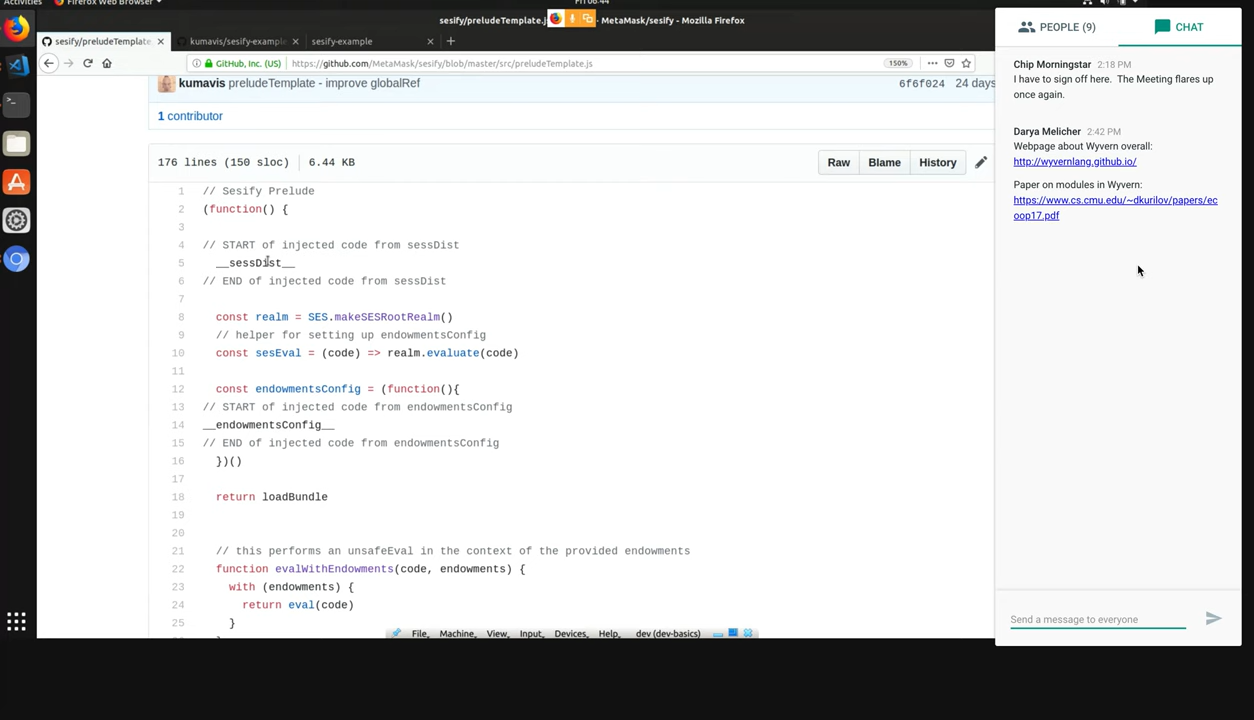 Activities
Firefox Web Browser
Fri 06:44
sesify/preludeTemplate.j
- MetaMask/sesify - Mozilla Firefox
sesify/preludeTemplate
kumavis/sesify-example
sesify-example
GitHub, Inc. (US)
https://github.com/MetaMask/sesify/blob/master/src/preludeTemplate.js
150%
kumavis preludeTemplate - improve globalRef
6f6f024 24 days
1 contributor
176 lines (150 sloc) 6.44 KB
Raw Blame History
1 // Sesify Prelude
2 (function() {
3
4 // START of injected code from sessDist
5 __sessDist__
6 // END of injected code from sessDist
7
8 const realm = SES.makeSESRootRealm()
9 // helper for setting up endowmentsConfig
10 const sesEval = (code) => realm.evaluate(code)
11
12 const endowmentsConfig = (function(){
13 // START of injected code from endowmentsConfig
14 __endowmentsConfig__
15 // END of injected code from endowmentsConfig
16 })()
17
18 return loadBundle
19
20
21 // this performs an unsafeEval in the context of the provided endowments
22 function evalWithEndowments(code, endowments) {
23 with (endowments) {
24 return eval(code)
25 }
File Machine View Input Devices Help dev (dev-basics)
PEOPLE (9) CHAT
Chip Morningstar 2:18 PM
I have to sign off here. The Meeting flares up
once again.
Darya Melicher 2:42 PM
Webpage about Wyvern overall:
http://wyvernlang.github.io/
Paper on modules in Wyvern:
https://www.cs.cmu.edu/~dkurilov/papers/ec
oop17.pdf
Send a message to everyone